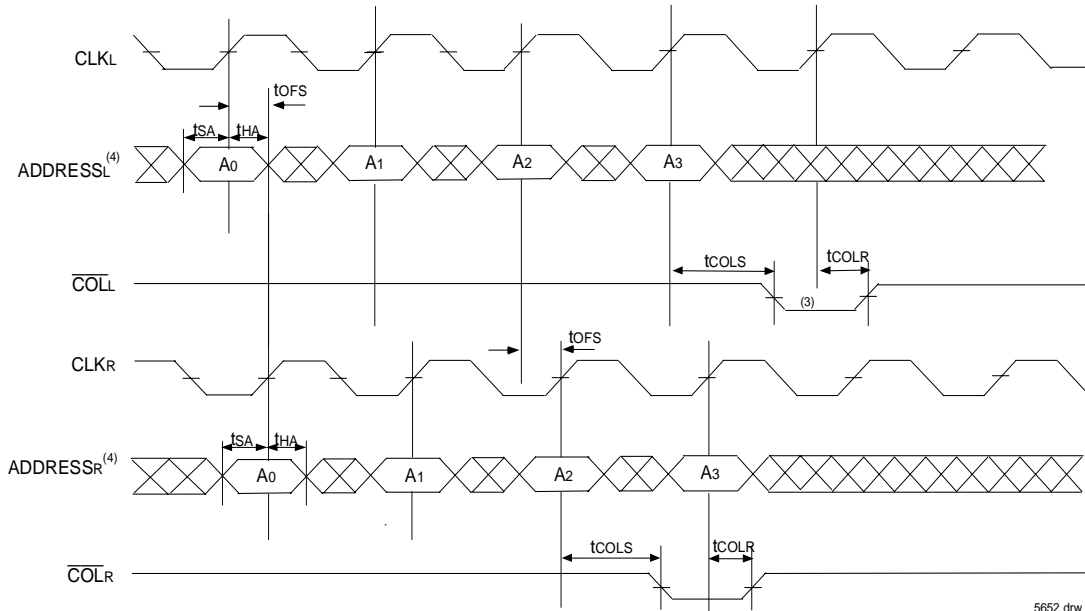 CLKL
tOFS
tSA tHA
ADDRESSL(4) A0 A1 A2 A3
tCOLS tCOLR
COLL (3)
tOFS
CLKR
tSA tHA
ADDRESSR(4) A0 A1 A2 A3
tCOLS tCOLR
COLR
5652 drw